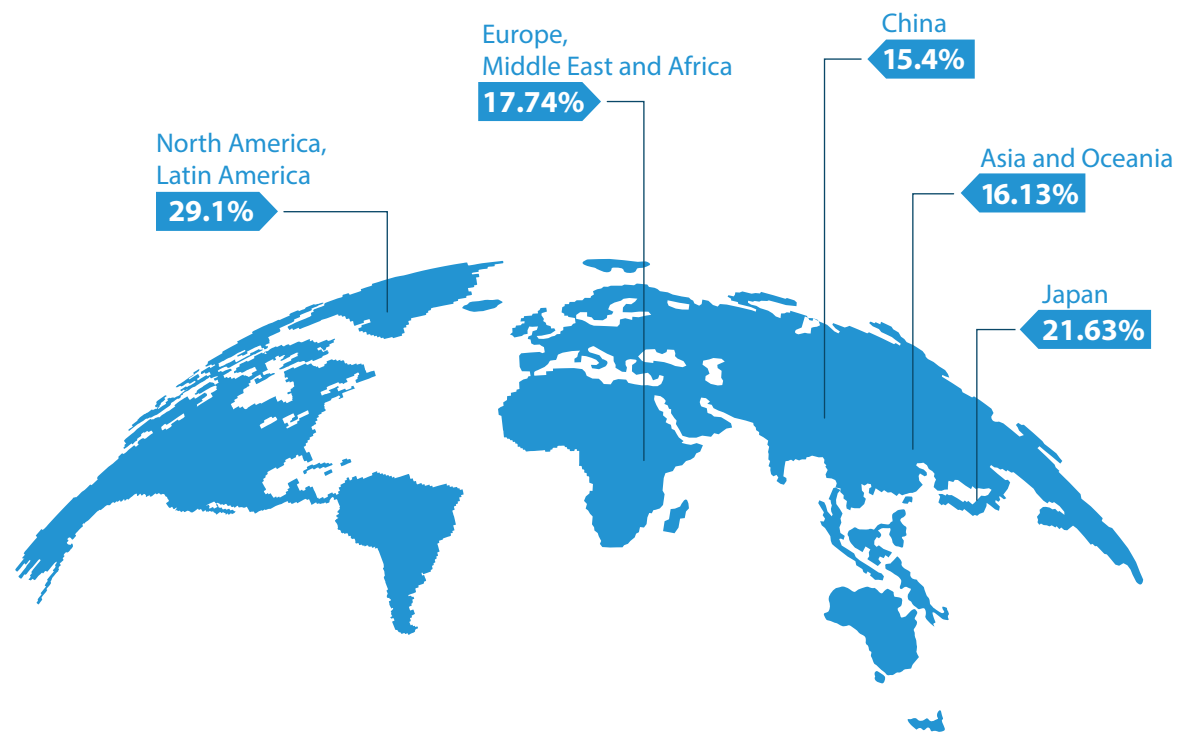 China
15.4%
Europe,
Middle East and Africa
17.74%
North America,
Latin America
29.1%
Asia and Oceania
16.13%
Japan
21.63%